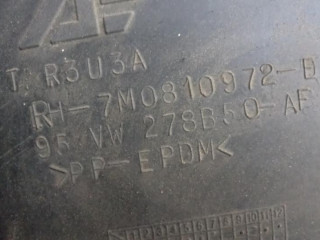 T R3U3A
RH-7M0810972-B
95 VW 278B50-AF
>PP-EPDM<